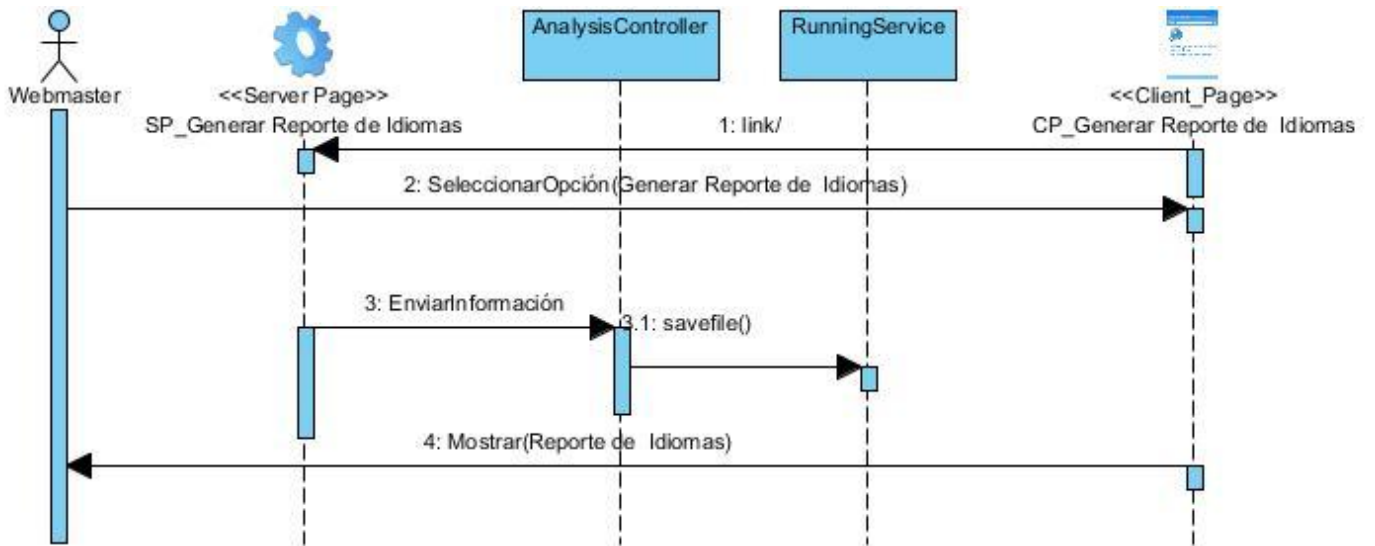 AnalysisController
RunningService
Webmaster
<<Server Page>>
SP_Generar Reporte de Idiomas
<<Client_Page>>
CP_Generar Reporte de Idiomas
1: link/
2: SeleccionarOpción(Generar Reporte de Idiomas)
3: EnviarInformación
3.1: savefile()
4: Mostrar(Reporte de Idiomas)